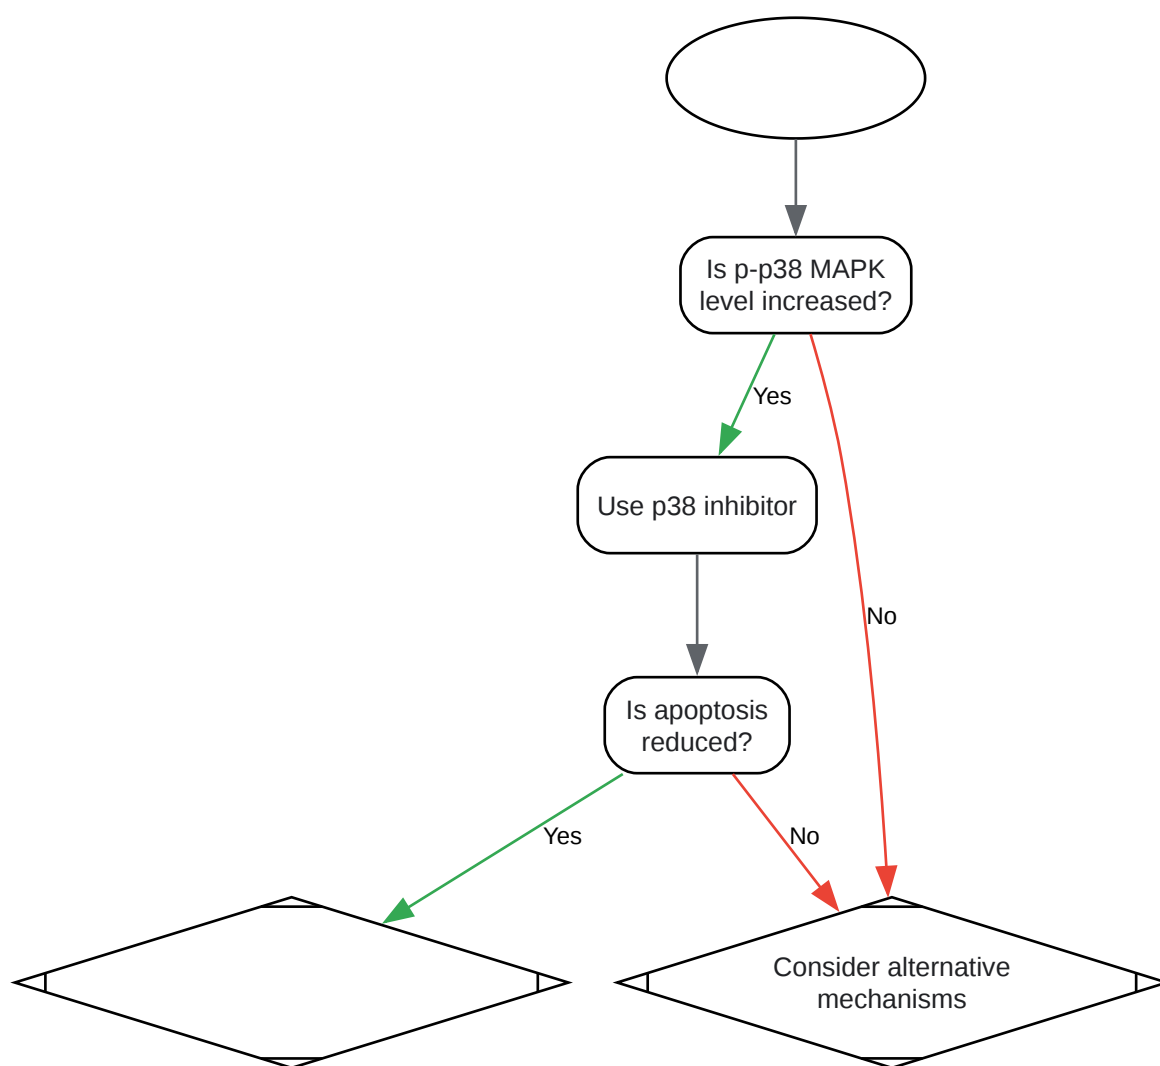 Is p-p38 MAPK
level increased?
Yes
Use p38 inhibitor
No
Is apoptosis
reduced?
Yes
No
Consider alternative
mechanisms